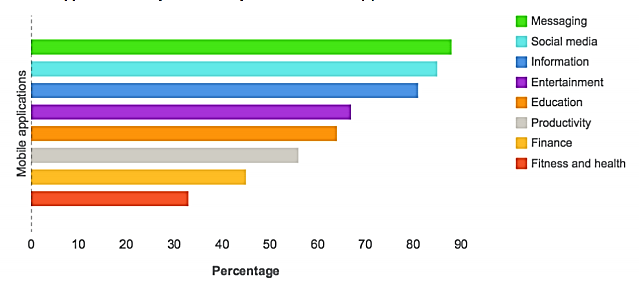 Messaging
Social media
Information
Entertainment
Education
Productivity
Finance
Fitness and health
Mobile applications
0 10 20 30 40 50 60 70 80 90
Percentage